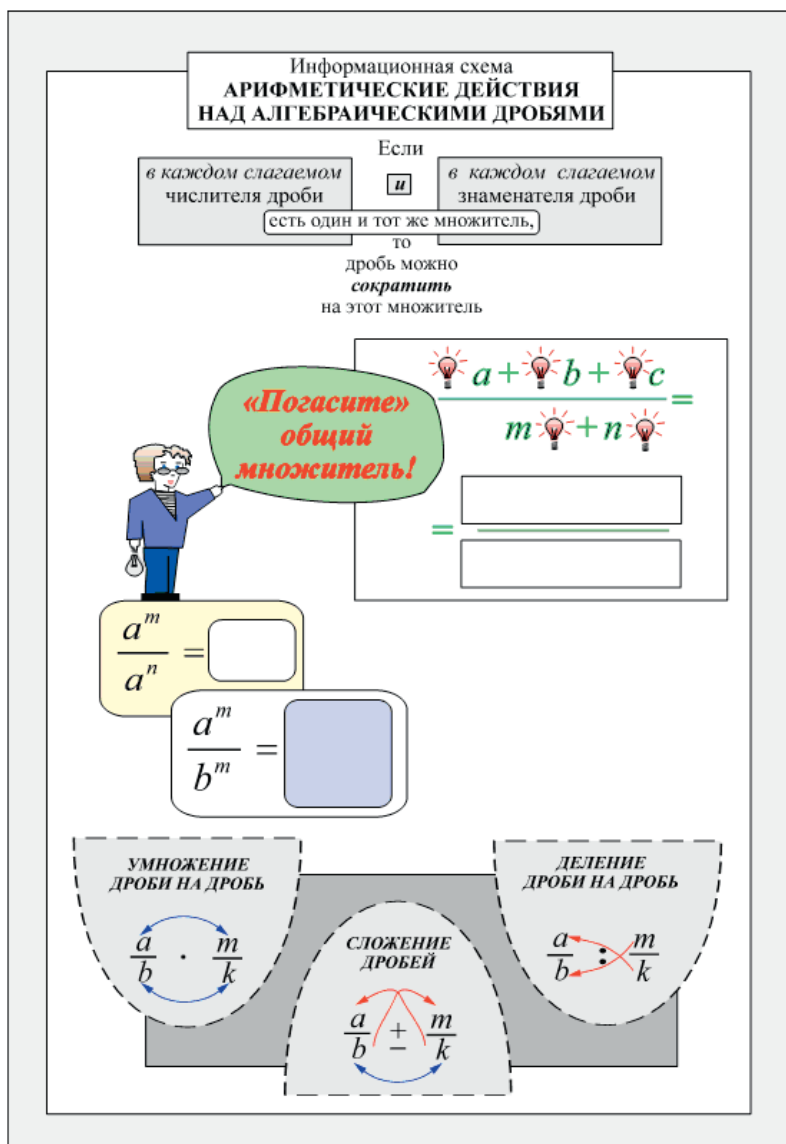 Информационная схема
АРИФМЕТИЧЕСКИЕ ДЕЙСТВИЯ
НАД АЛГЕБРАИЧЕСКИМИ ДРОБЯМИ
Если
в каждом слагаемом
числителя дроби
и
в каждом слагаемом
знаменателя дроби
есть один и тот же множитель,
то
дробь можно
сократить
на этот множитель
«Погасите»
общий
множитель!
a + b + c =
m + n
=
a^m
a^n =
a^m
b^m =
УМНОЖЕНИЕ
ДРОБИ НА ДРОБЬ
a · m
b k
СЛОЖЕНИЕ
ДРОБЕЙ
a ± m
b k
ДЕЛЕНИЕ
ДРОБИ НА ДРОБЬ
a : m
b k